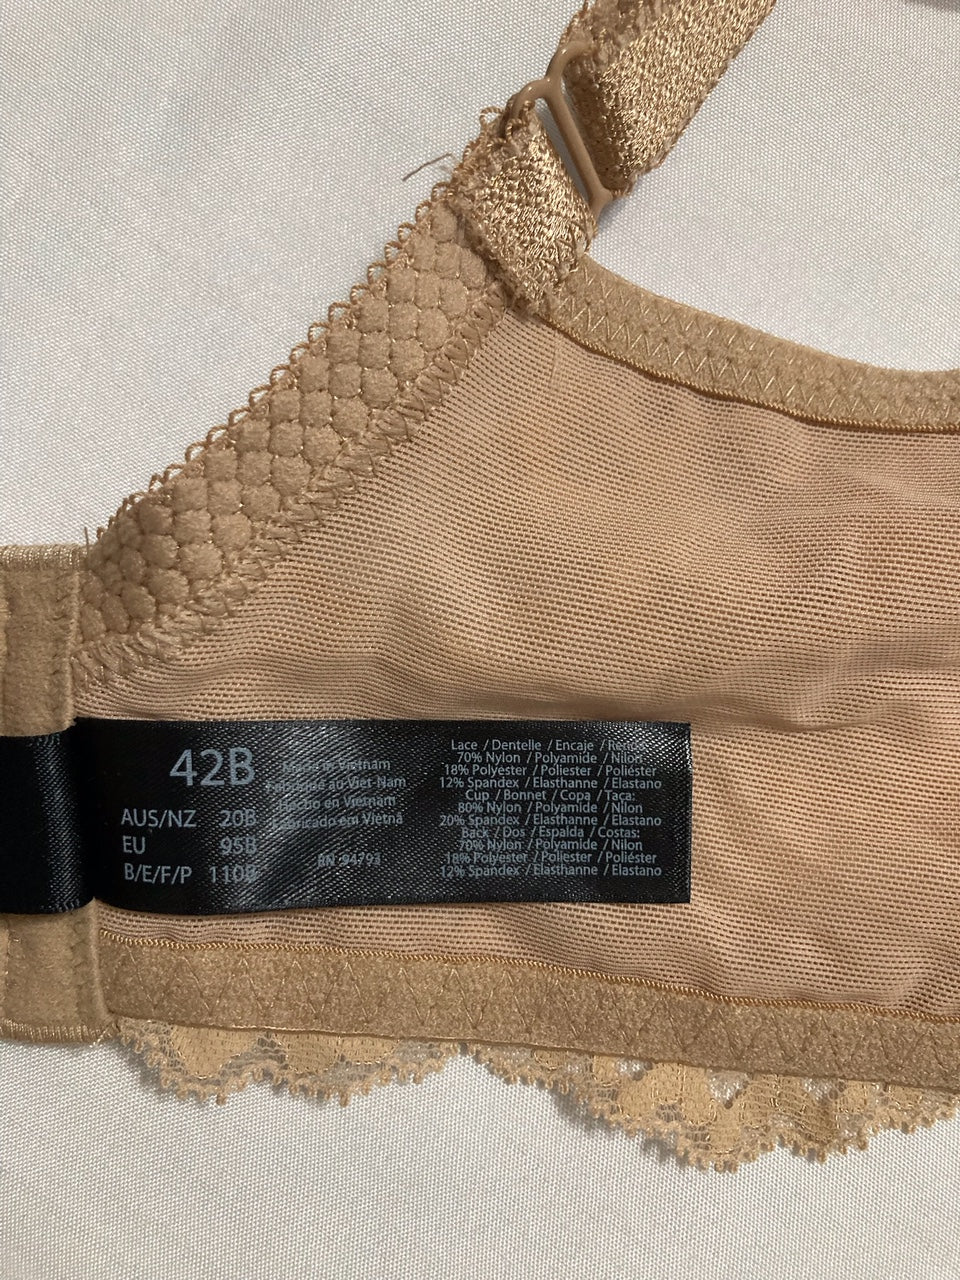 42B
AUS/NZ 20B
EU 95B
B/E/F/P 110B
Made in Vietnam
Fabriqué au Viet-Nam
Hecho en Vietnam
Fabricado em Vietnã
RN 94793
Lace / Dentelle / Encaje / Renda:
70% Nylon / Polyamide / Nilon
18% Polyester / Poliester / Poliéster
12% Spandex / Elasthanne / Elastano
Cup / Bonnet / Copa / Taca:
80% Nylon / Polyamide / Nilon
20% Spandex / Elasthanne / Elastano
Back / Dos / Espalda / Costas:
70% Nylon / Polyamide / Nilon
18% Polyester / Poliester / Poliéster
12% Spandex / Elasthanne / Elastano